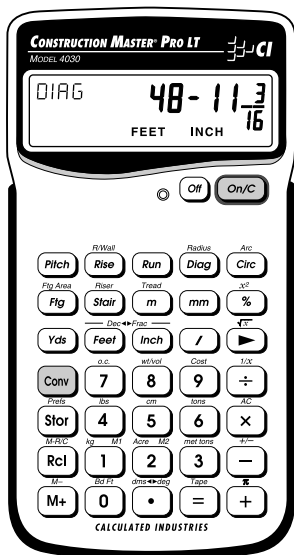 CONSTRUCTION MASTER® PRO LT
CI
MODEL 4030
DIAG 48-11 3/16
FEET INCH
Off On/C
R/Wall Radius Arc
Pitch Rise Run Diag Circ
Ftg Area Riser Tread x²
Ftg Stair m mm %
Dec◄►Frac √x
Yds Feet Inch / ►
o.c. wt/vol Cost 1/x
Conv 7 8 9 ÷
Prefs lbs cm tons AC
Stor 4 5 6 ×
M-R/C kg M1 Acre M2 met tons +/−
Rcl 1 2 3 −
M− Bd Ft dms◄►deg Tape π
M+ 0 • = +
CALCULATED INDUSTRIES